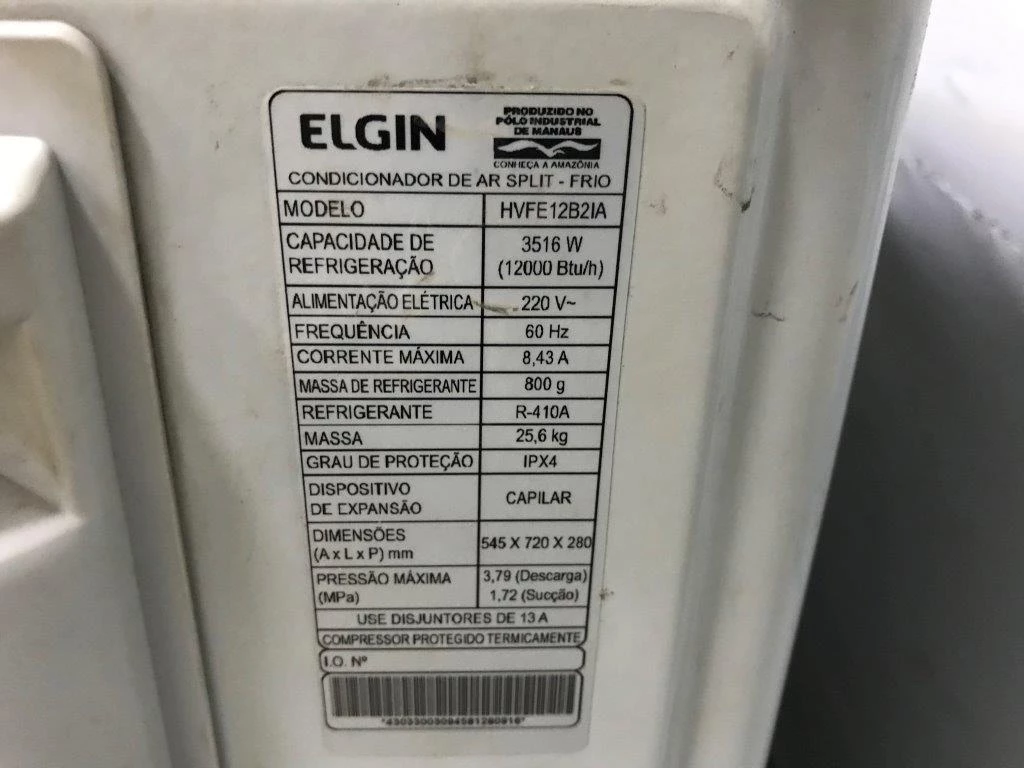 ELGIN
PRODUZIDO NO
PÓLO INDUSTRIAL
DE MANAUS
CONHEÇA A AMAZÔNIA
CONDICIONADOR DE AR SPLIT - FRIO
MODELO HVFE12B2IA
CAPACIDADE DE 3516 W
REFRIGERAÇÃO (12000 Btu/h)
ALIMENTAÇÃO ELÉTRICA 220 V~
FREQUÊNCIA 60 Hz
CORRENTE MÁXIMA 8,43 A
MASSA DE REFRIGERANTE 800 g
REFRIGERANTE R-410A
MASSA 25,6 kg
GRAU DE PROTEÇÃO IPX4
DISPOSITIVO
DE EXPANSÃO CAPILAR
DIMENSÕES
(A x L x P) mm 545 X 720 X 280
PRESSÃO MÁXIMA 3,79 (Descarga)
(MPa) 1,72 (Sucção)
USE DISJUNTORES DE 13 A
COMPRESSOR PROTEGIDO TERMICAMENTE
I.O. Nº